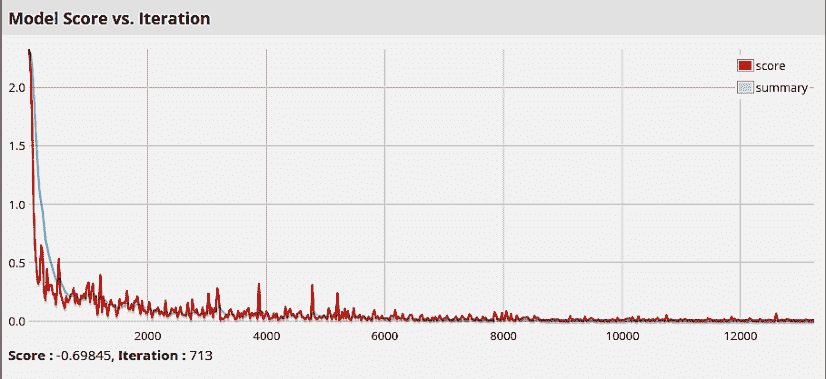 Model Score vs. Iteration
score
summary
2.0
1.5
1.0
0.5
0.0
2000 4000 6000 8000 10000 12000
Score : -0.69845, Iteration : 713